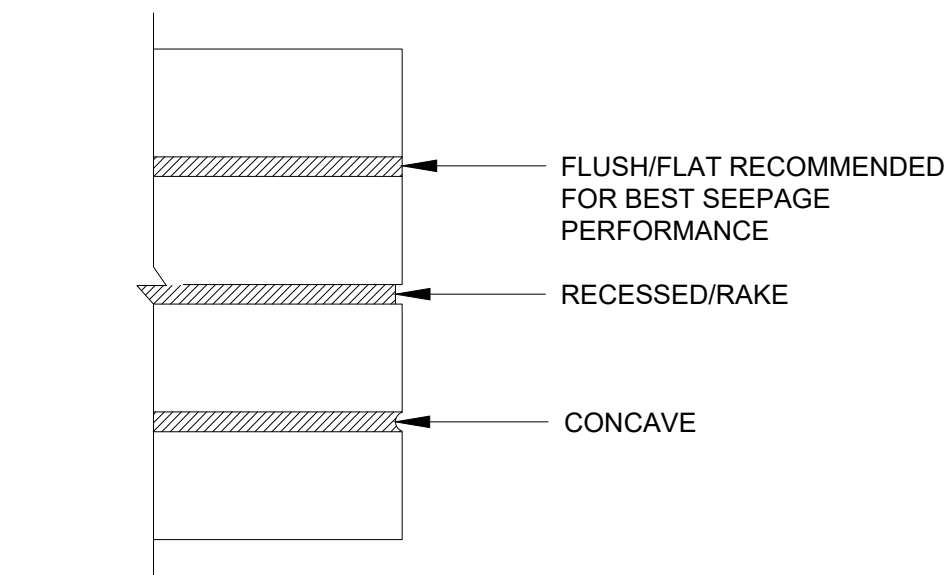 FLUSH/FLAT RECOMMENDED
FOR BEST SEEPAGE
PERFORMANCE
RECESSED/RAKE
CONCAVE